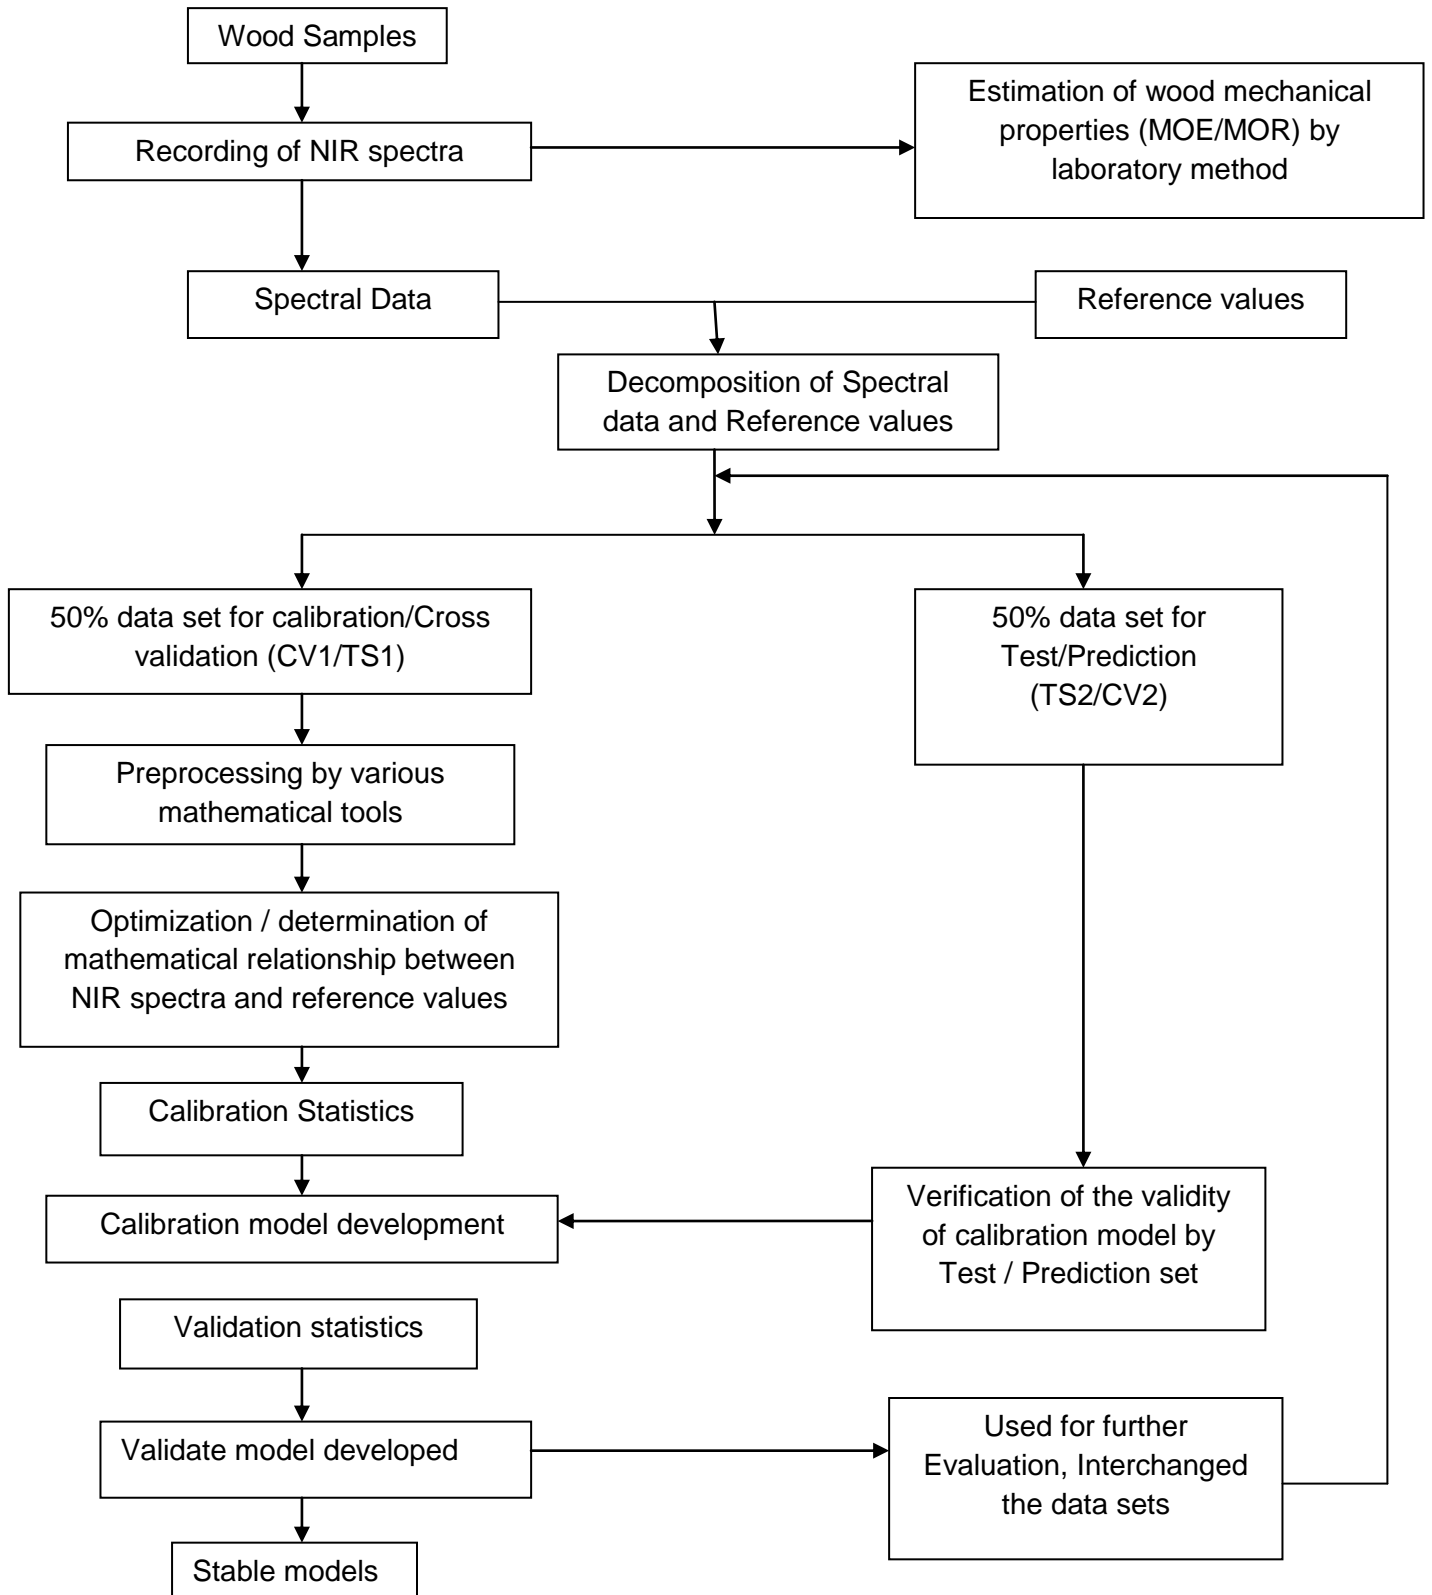 Wood Samples
Estimation of wood mechanical
properties (MOE/MOR) by
laboratory method
Recording of NIR spectra
Spectral Data
Reference values
Decomposition of Spectral
data and Reference values
50% data set for calibration/Cross
validation (CV1/TS1)
50% data set for
Test/Prediction
(TS2/CV2)
Preprocessing by various
mathematical tools
Optimization / determination of
mathematical relationship between
NIR spectra and reference values
Calibration Statistics
Calibration model development
Verification of the validity
of calibration model by
Test / Prediction set
Validation statistics
Validate model developed
Used for further
Evaluation, Interchanged
the data sets
Stable models